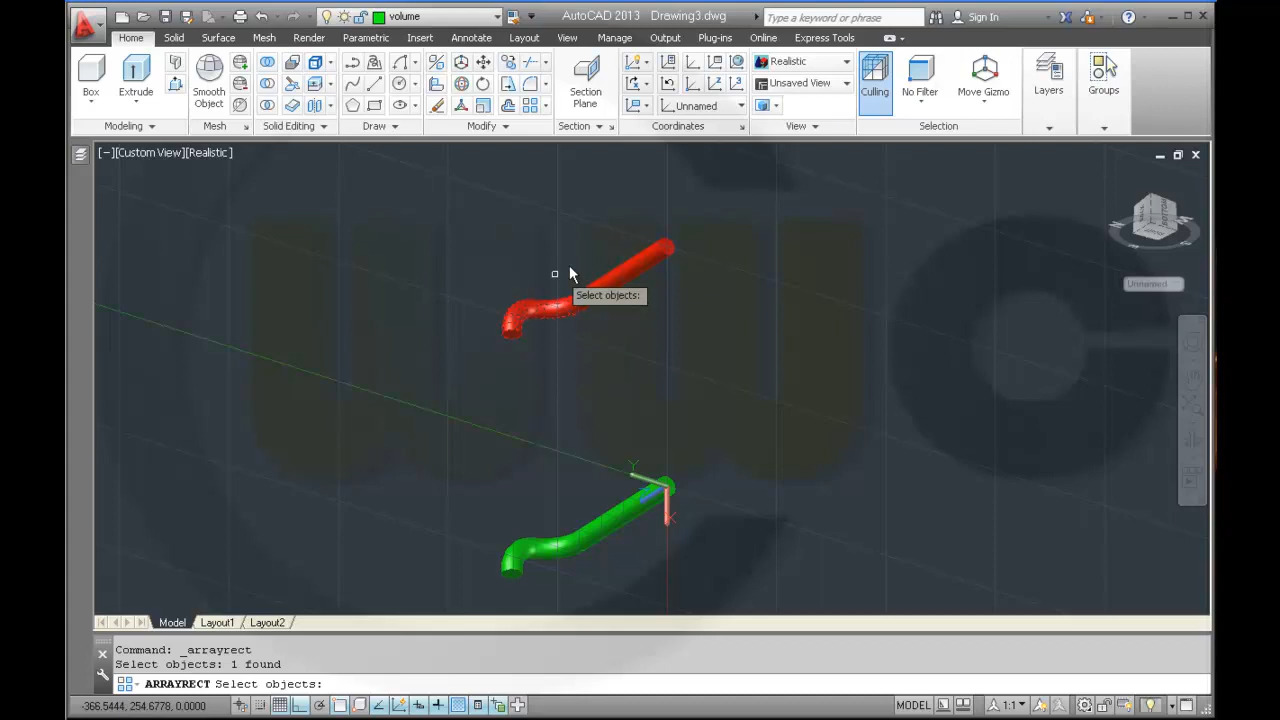 AutoCAD 2013 Drawing3.dwg
volume
Type a keyword or phrase
Sign In
Home Solid Surface Mesh Render Parametric Insert Annotate Layout View Manage Output Plug-ins Online Express Tools
Box
Extrude
Smooth
Object
Section
Plane
Realistic
Unsaved View
Unnamed
Culling
No Filter
Move Gizmo
Layers
Groups
Modeling Mesh Solid Editing Draw Modify Section Coordinates View Selection
[−][Custom View][Realistic]
Unnamed
Select objects:
Y
X
Model Layout1 Layout2
Command: _arrayrect
Select objects: 1 found
ARRAYRECT Select objects:
-366.5444, 254.6778, 0.0000
MODEL
1:1